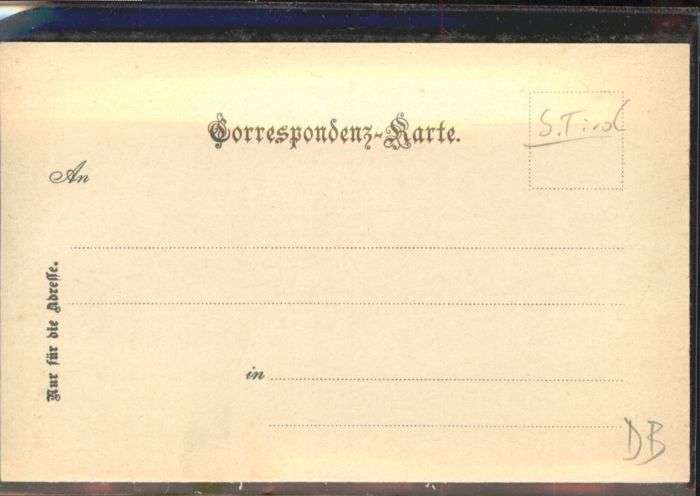 Correspondenz-Karte.
S. Tirol
An
Nur für die Adresse.
in
DB